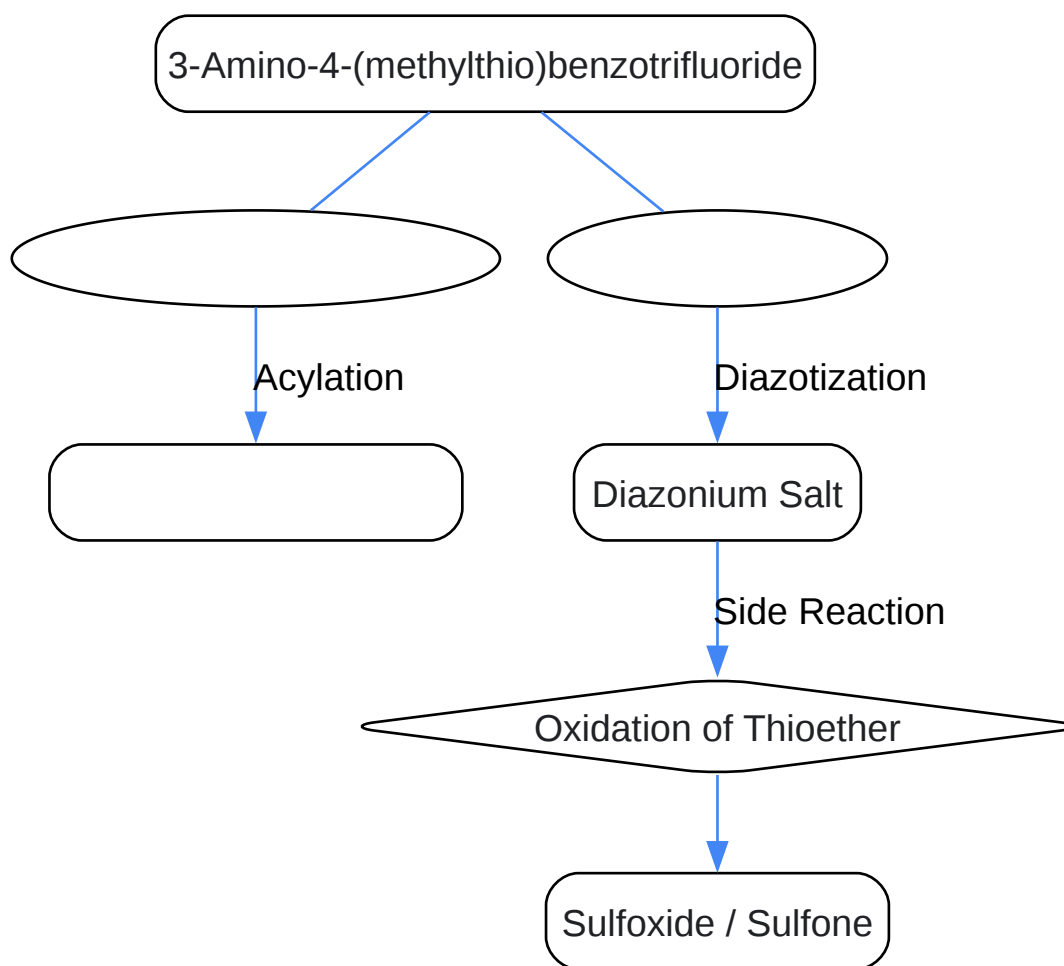 3-Amino-4-(methylthio)benzotrifluoride
Acylation
Diazotization
Diazonium Salt
Side Reaction
Oxidation of Thioether
Sulfoxide / Sulfone